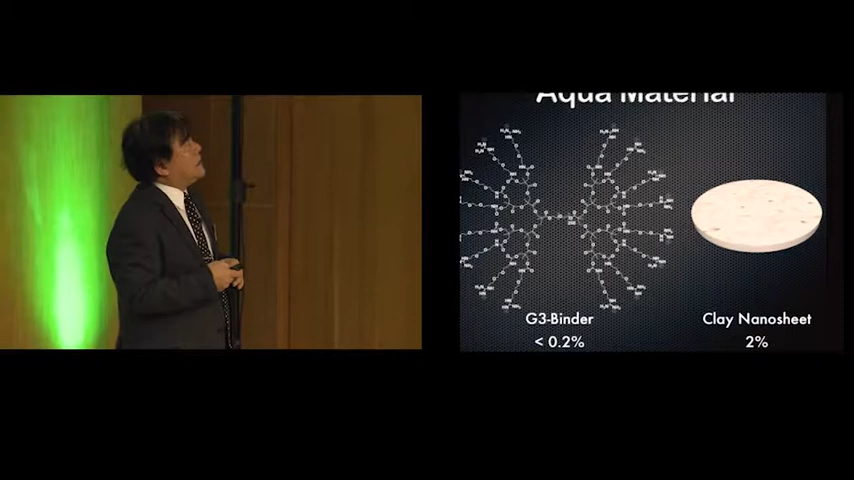 Aqua Material
G3-Binder
< 0.2%
Clay Nanosheet
2%